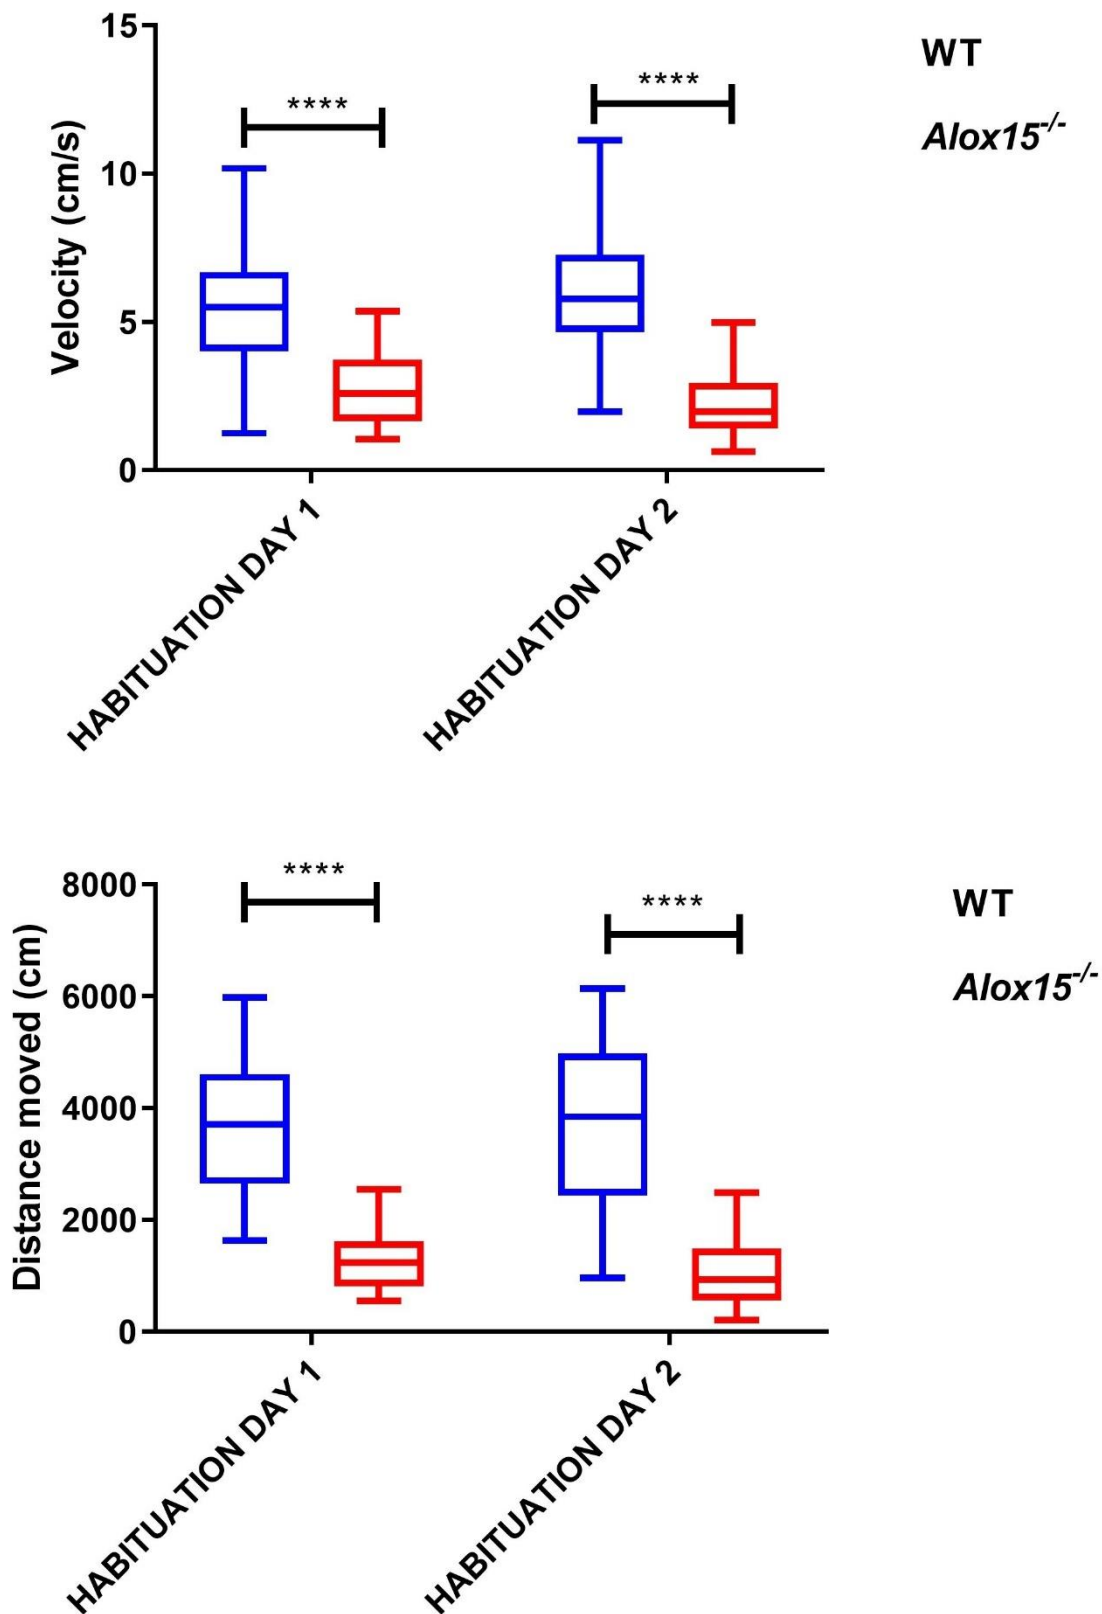 15
WT
****
****
Alox15-/-
10
Velocity (cm/s)
5
0
HABITUATION DAY 1
HABITUATION DAY 2
****
8000
WT
****
Alox15-/-
6000
Distance moved (cm)
4000
2000
0
HABITUATION DAY 1
HABITUATION DAY 2